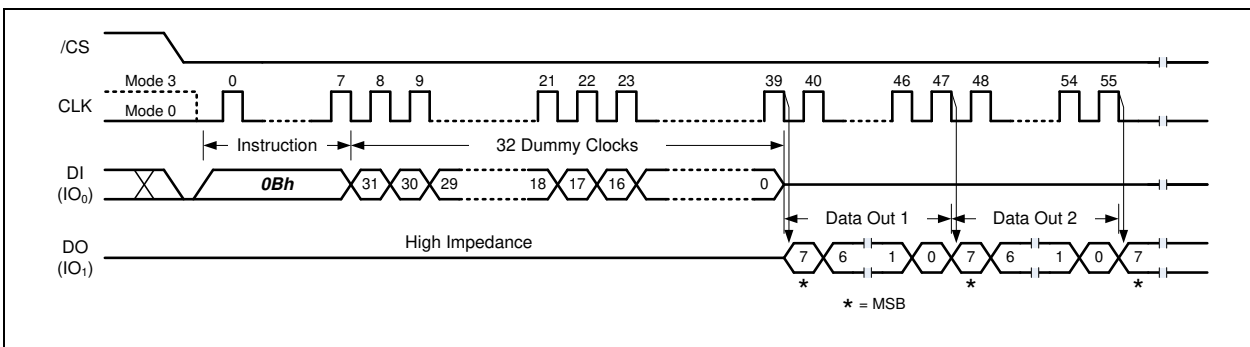 /CS
Mode 3 0 7 8 9 21 22 23 39 40 46 47 48 54 55
CLK Mode 0
Instruction 32 Dummy Clocks
DI
(IO0) 0Bh 31 30 29 18 17 16 0
Data Out 1 Data Out 2
DO High Impedance
(IO1) 7 6 1 0 7 6 1 0 7
* * *
* = MSB